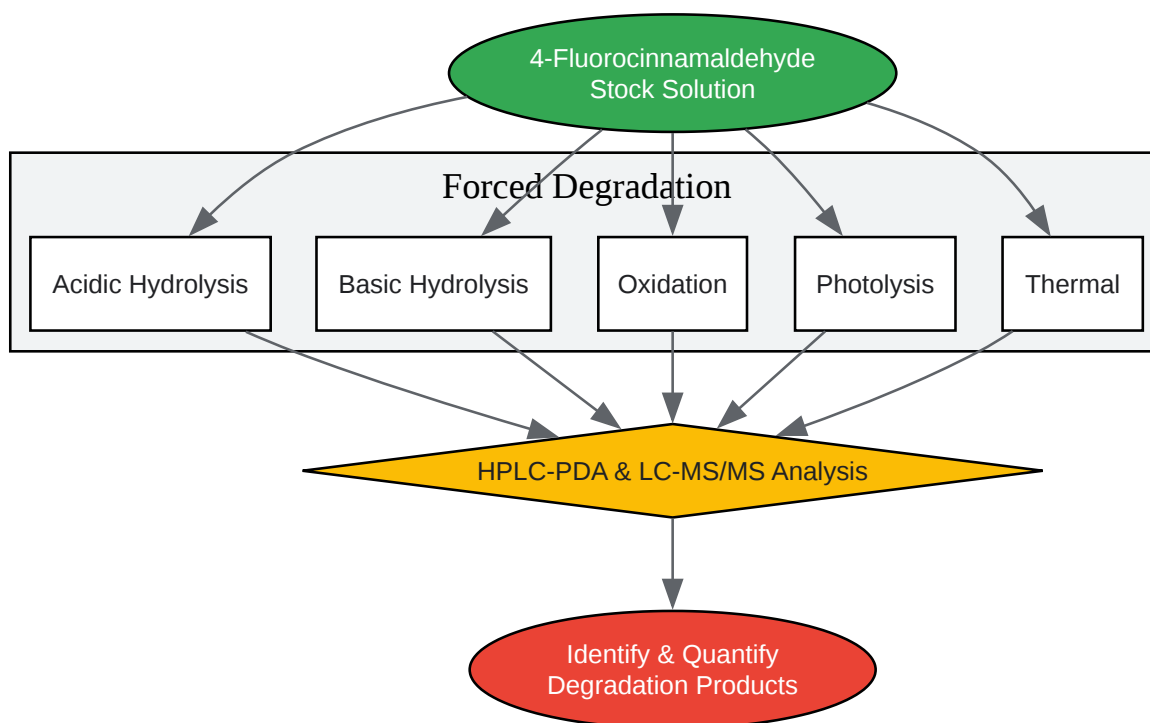 4-Fluorocinnamaldehyde
Stock Solution
Forced Degradation
Acidic Hydrolysis
Basic Hydrolysis
Oxidation
Photolysis
Thermal
HPLC-PDA & LC-MS/MS Analysis
Identify & Quantify
Degradation Products